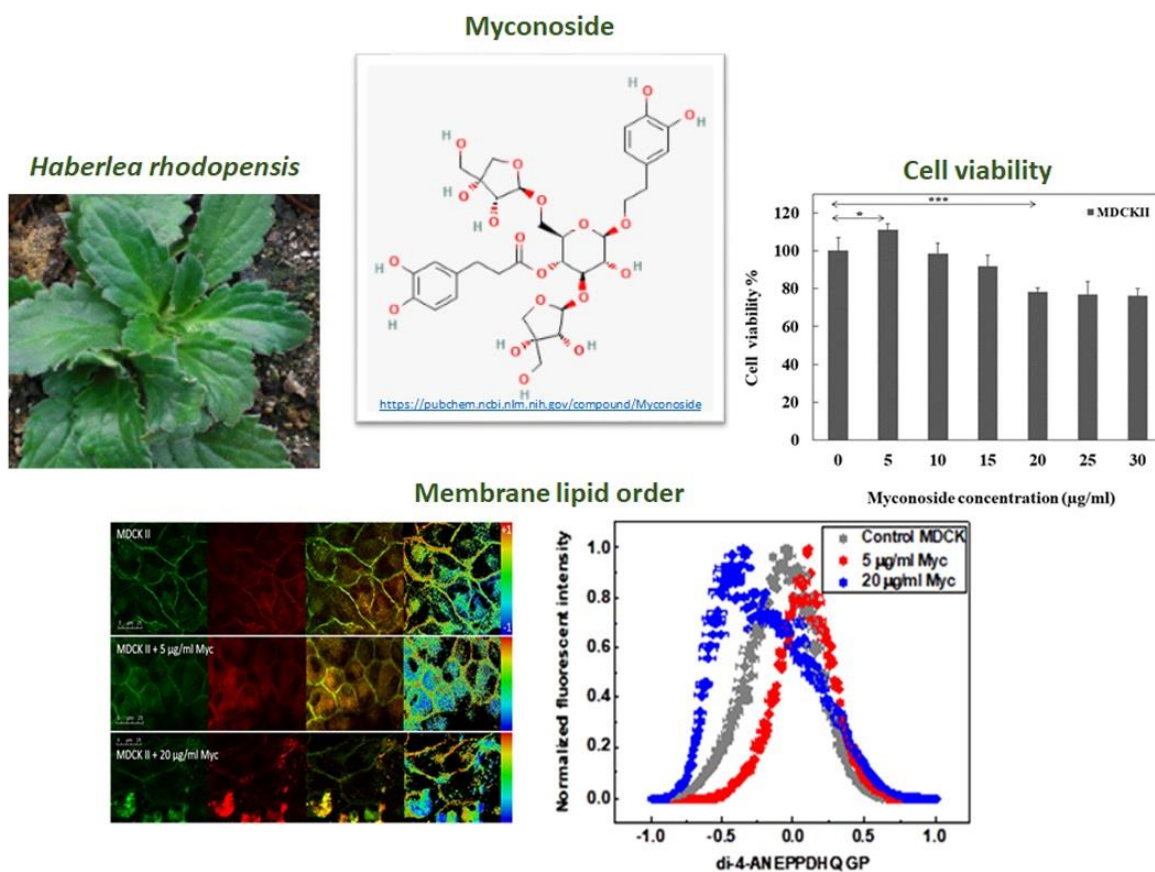 Myconoside
Haberlea rhodopensis
https://pubchem.ncbi.nlm.nih.gov/compound/Myconoside
H
O
O
H
H
O
O
H
O
H
O
O
O
H
O
O
O
H
O
O
H
O
H
O
O
O
H
O
H
O
H
O
H
O
H
Cell viability
MDCKII
***
*
120
100
80
60
40
20
0
Cell viability %
0 5 10 15 20 25 30
Myconoside concentration (µg/ml)
Membrane lipid order
MDCK II
+1
-1
MDCK II + 5 µg/ml Myc
MDCK II + 20 µg/ml Myc
Control MDCK
5 µg/ml Myc
20 µg/ml Myc
1.0
0.8
0.6
0.4
0.2
0.0
Normalized fluorescent intensity
-1.0 -0.5 0.0 0.5 1.0
di-4-ANEPPDHQ GP